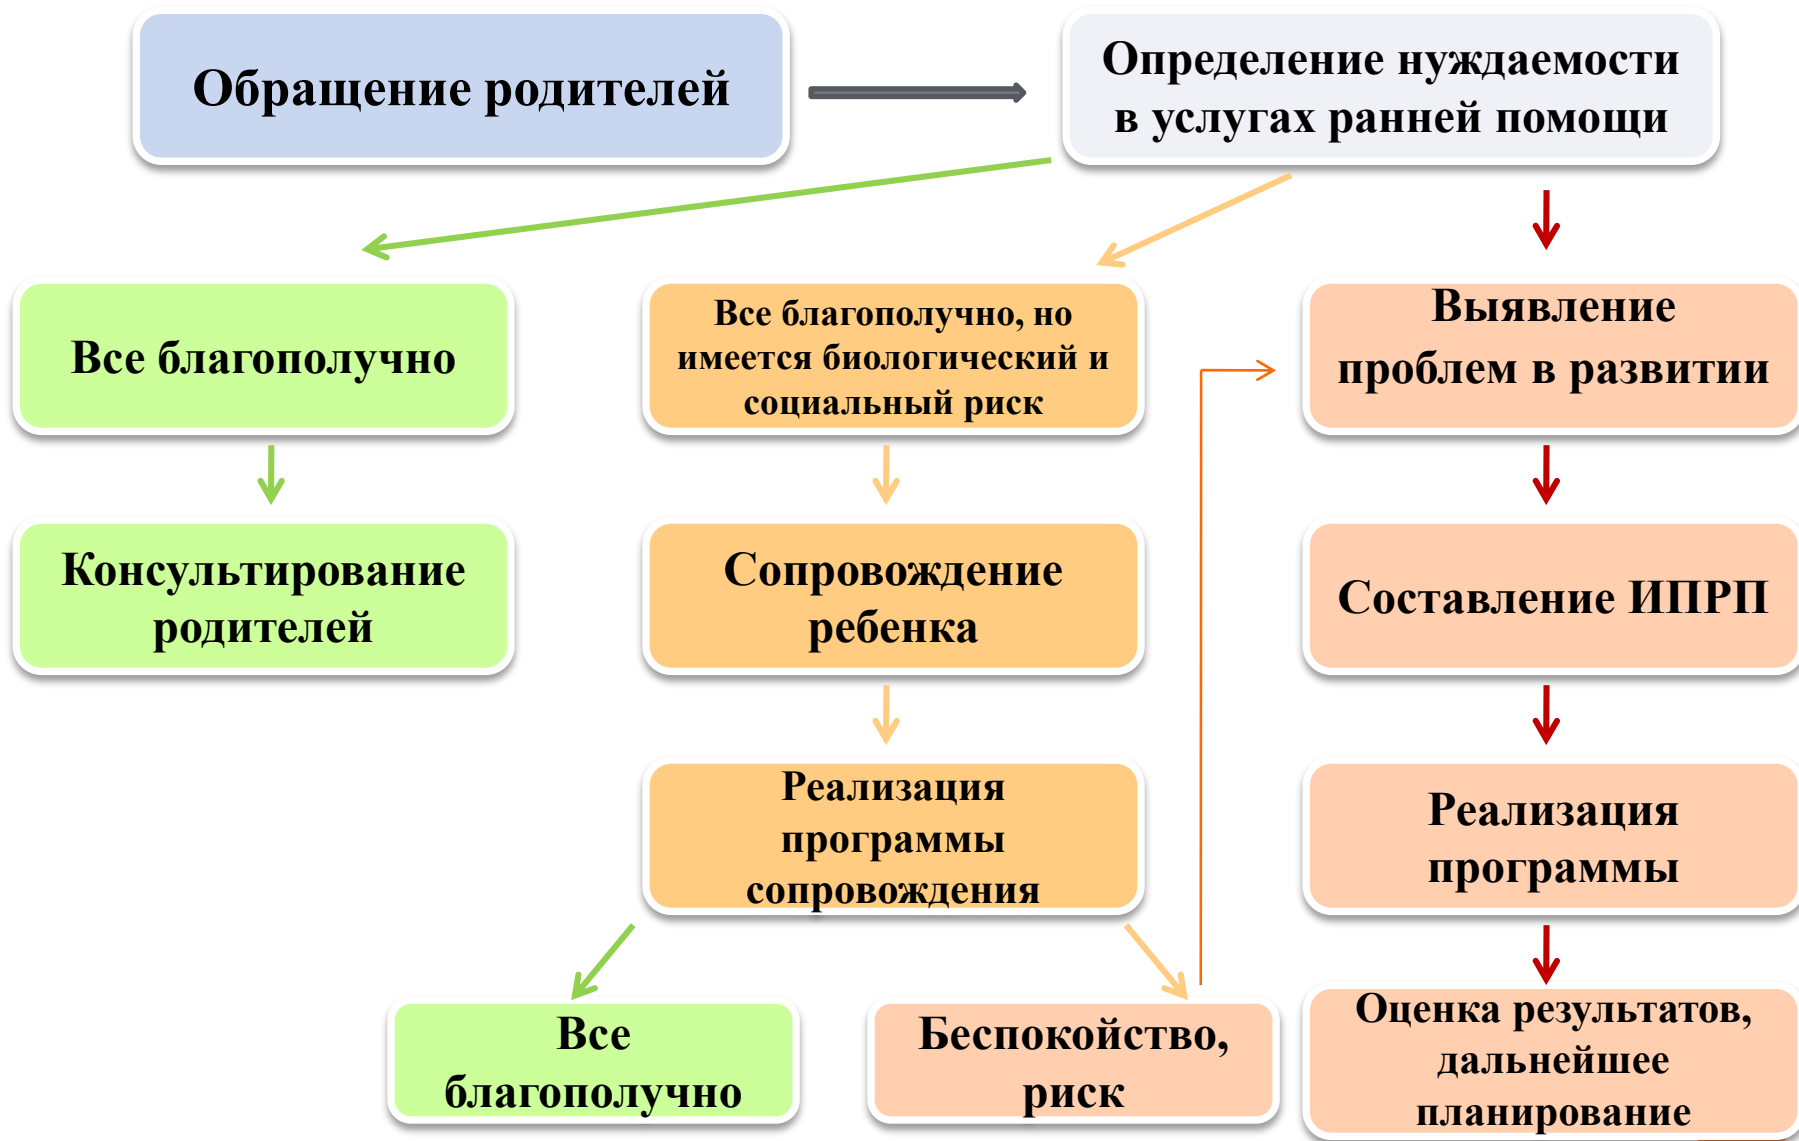 Обращение родителей
Определение нуждаемости
в услугах ранней помощи
Все благополучно
Все благополучно, но
имеется биологический и
социальный риск
Выявление
проблем в развитии
Консультирование
родителей
Сопровождение
ребенка
Составление ИПРП
Реализация
программы
сопровождения
Реализация
программы
Все
благополучно
Беспокойство,
риск
Оценка результатов,
дальнейшее
планирование